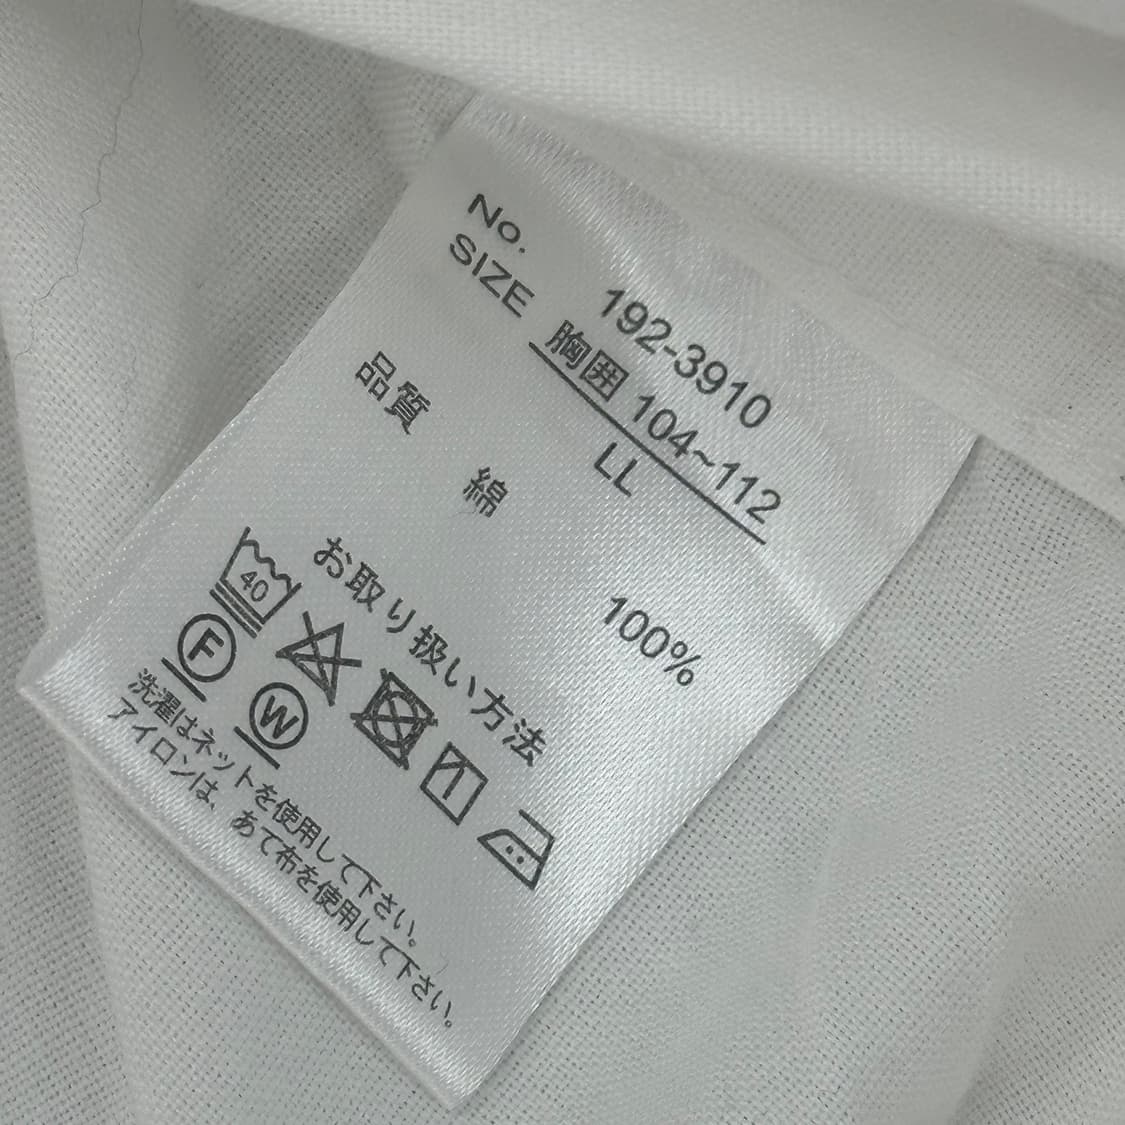 No. 192-3910
SIZE 胸囲 104~112
LL
品質
綿 100%
お取り扱い方法
40
F W
洗濯はネットを使用して下さい。
アイロンは、あて布を使用して下さい。